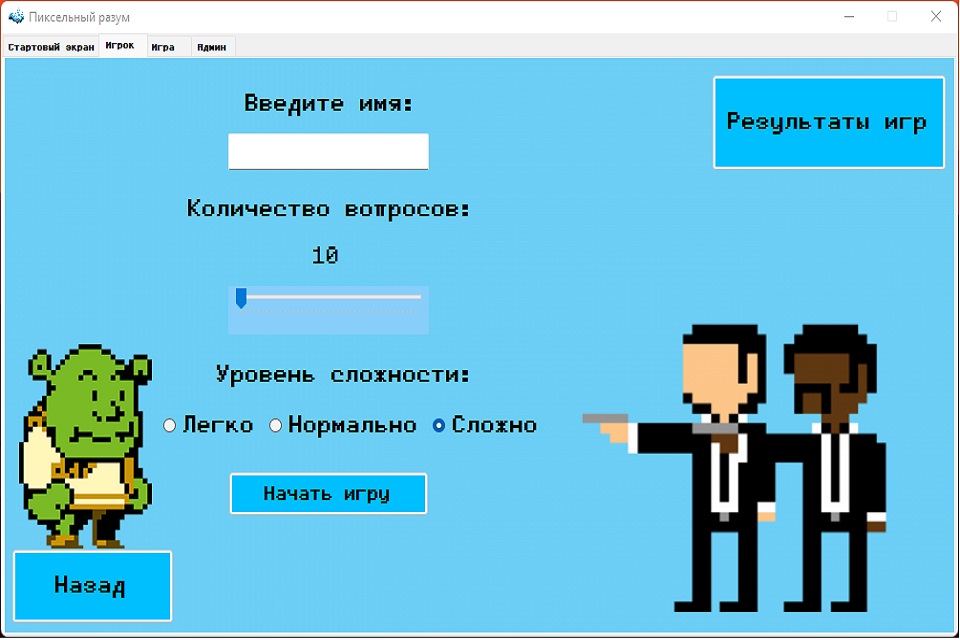 Пиксельный разум
Стартовый экран Игрок Игра Админ
Введите имя:
Результаты игр
Количество вопросов:
10
Уровень сложности:
Легко Нормально Сложно
Начать игру
Назад